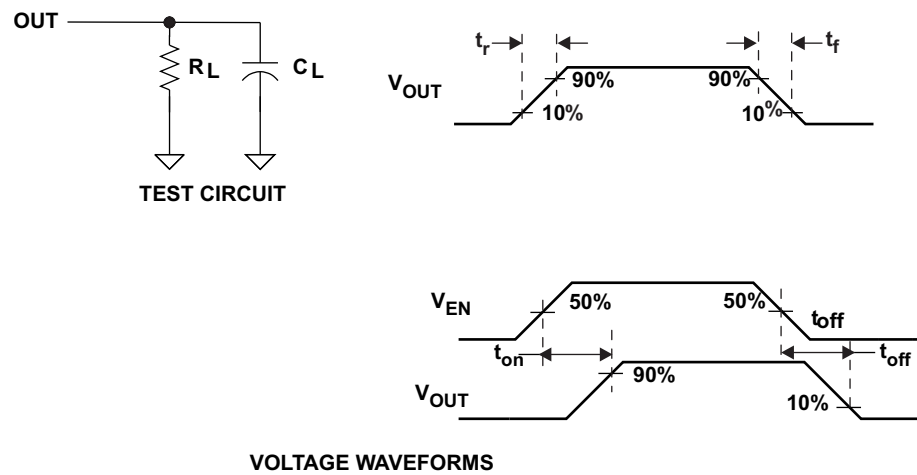 OUT
RL
CL
TEST CIRCUIT
tr
tf
VOUT
90%
90%
10%
10%
VEN
50%
50%
toff
ton
toff
VOUT
90%
10%
VOLTAGE WAVEFORMS